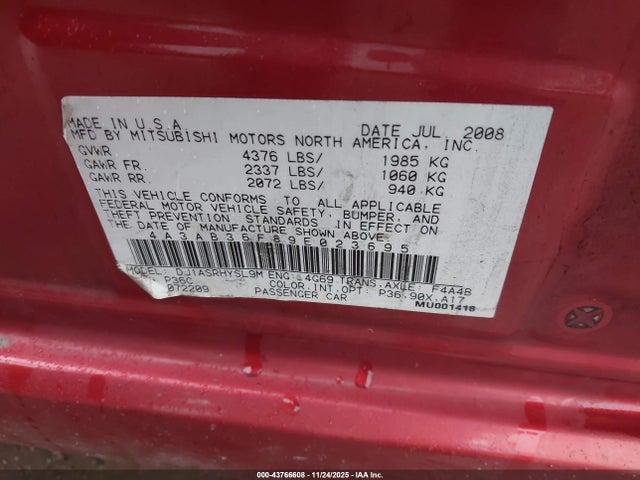 MADE IN U.S.A. DATE JUL. 2008
MFD BY MITSUBISHI MOTORS NORTH AMERICA, INC.
GVWR 4376 LBS/ 1985 KG
GAWR FR. 2337 LBS/ 1060 KG
GAWR RR. 2072 LBS/ 940 KG
THIS VEHICLE CONFORMS TO ALL APPLICABLE
FEDERAL MOTOR VEHICLE SAFETY, BUMPER, AND
THEFT PREVENTION STANDARDS IN EFFECT ON
THE DATE OF MANUFACTURE SHOWN ABOVE.
4A3AB36F89E023695
MODEL: DJ1ASRHYSL9M ENG: 4G69 TRANS.AXLE: F4A4B
P36C COLOR.INT.OPT: P36.90X.A17
072209 PASSENGER CAR
MU001418
000-43766608 - 11/24/2025 - IAA Inc.